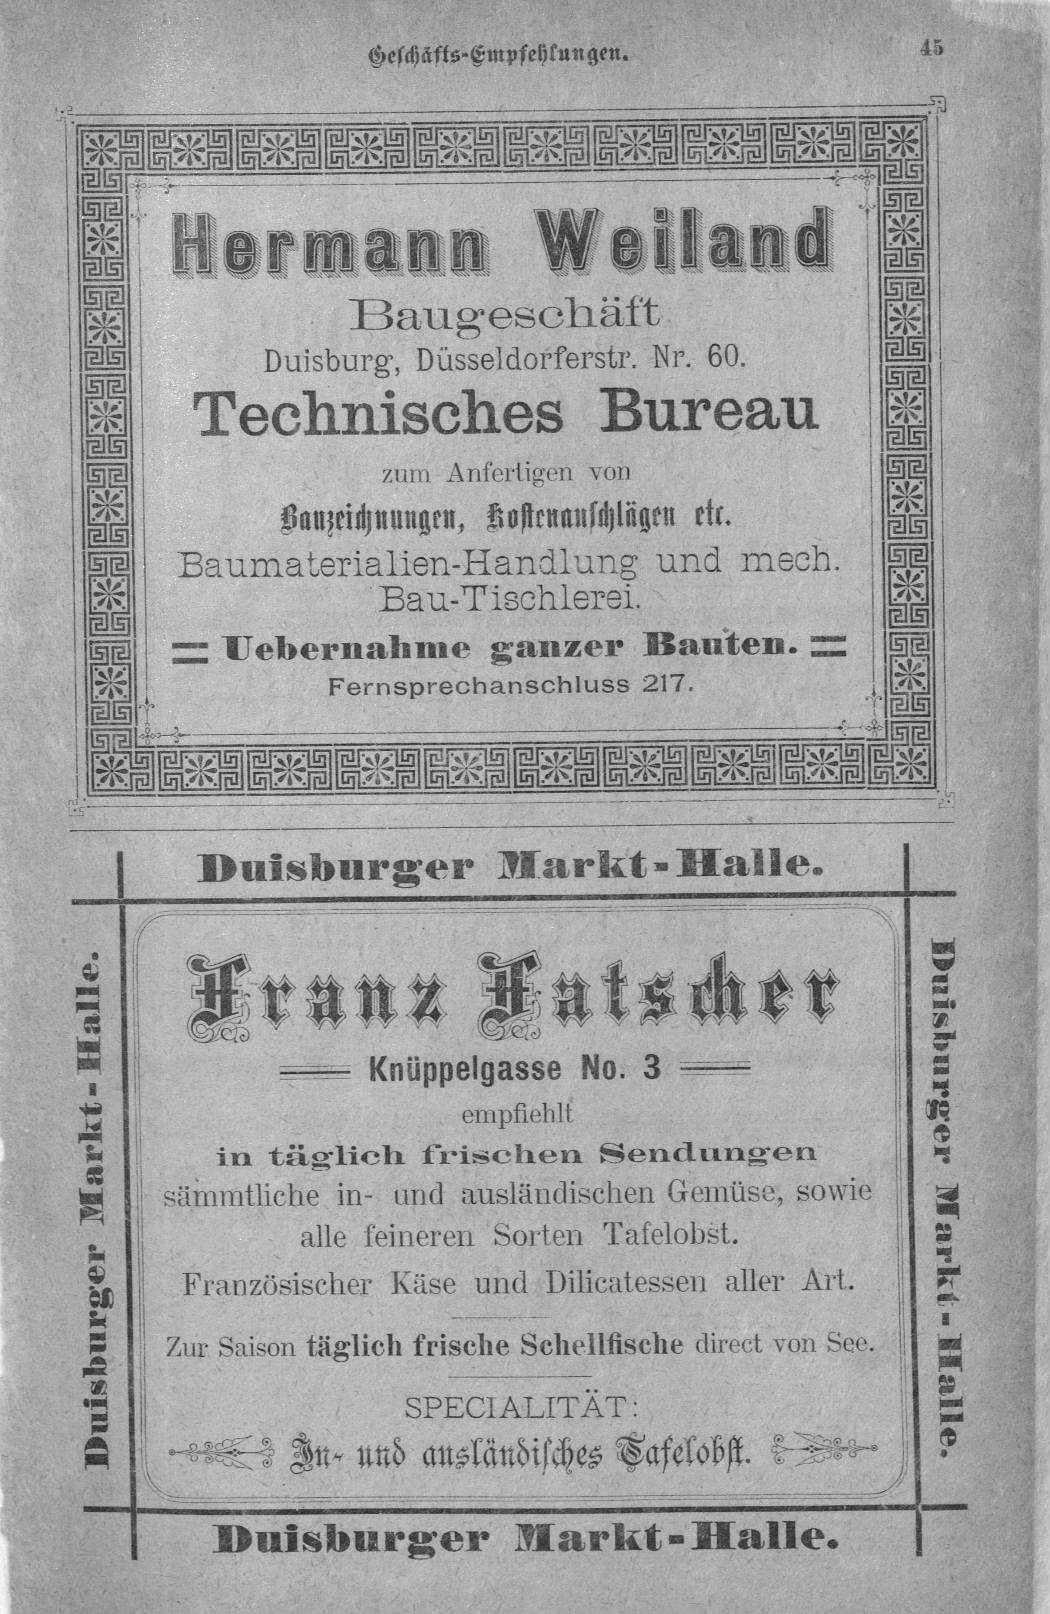 Geschäfts-Empfehlungen. 45
Hermann Weiland
Baugeschäft
Duisburg, Düsseldorferstr. Nr. 60.
Technisches Bureau
zum Anfertigen von
Bauzeichnungen, Kostenanschlägen etc.
Baumaterialien-Handlung und mech.
Bau-Tischlerei.
Uebernahme ganzer Bauten.
Fernsprechanschluss 217.
Duisburger Markt-Halle.
Duisburger Markt-Halle.
Franz Fatscher
Knüppelgasse No. 3
empfiehlt
in täglich frischen Sendungen
sämmtliche in- und ausländischen Gemüse, sowie
alle feineren Sorten Tafelobst.
Französischer Käse und Dilicatessen aller Art.
Zur Saison täglich frische Schellfische direct von See.
SPECIALITÄT:
In- und ausländisches Tafelobst.
Duisburger Markt-Halle.
Duisburger Markt-Halle.